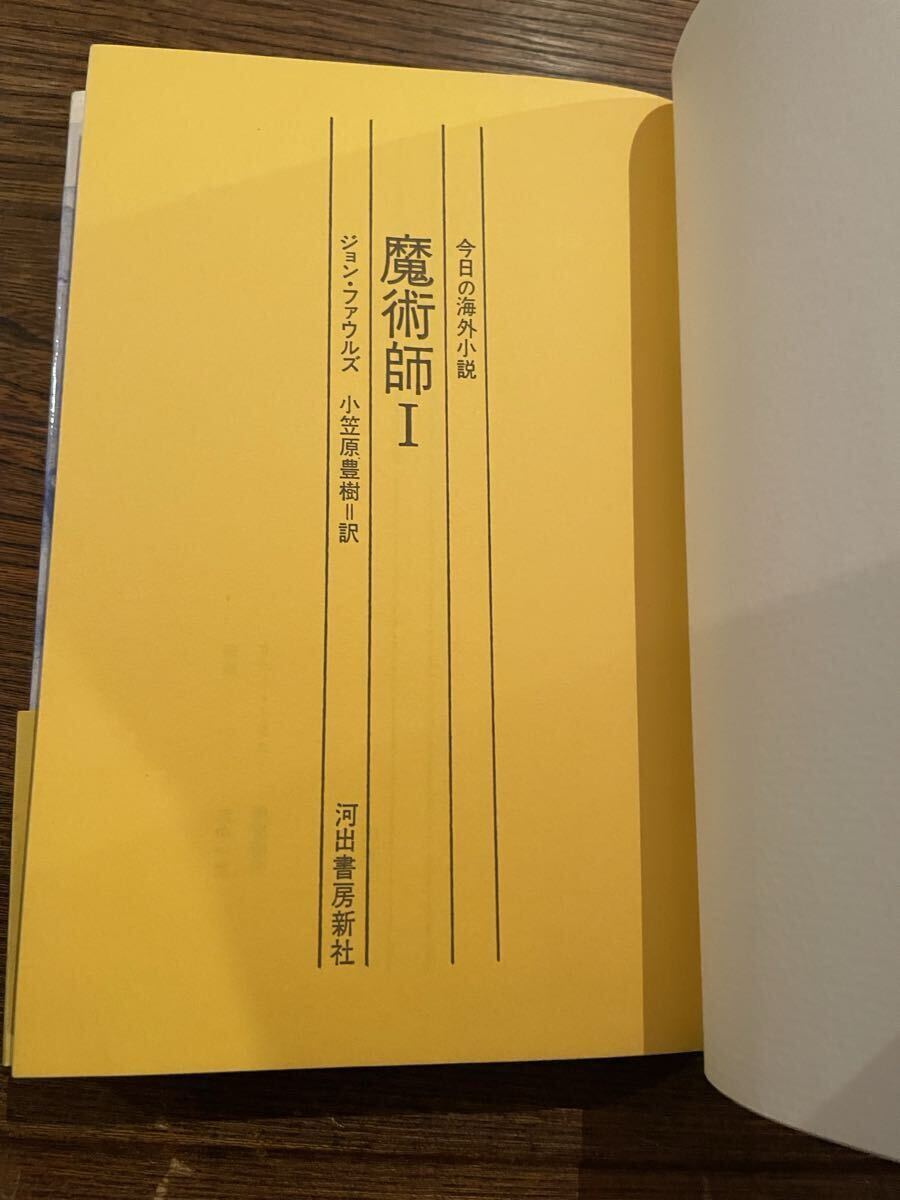 今日の海外小説
魔術師Ⅰ
ジョン・ファウルズ 小笠原豊樹＝訳
河出書房新社